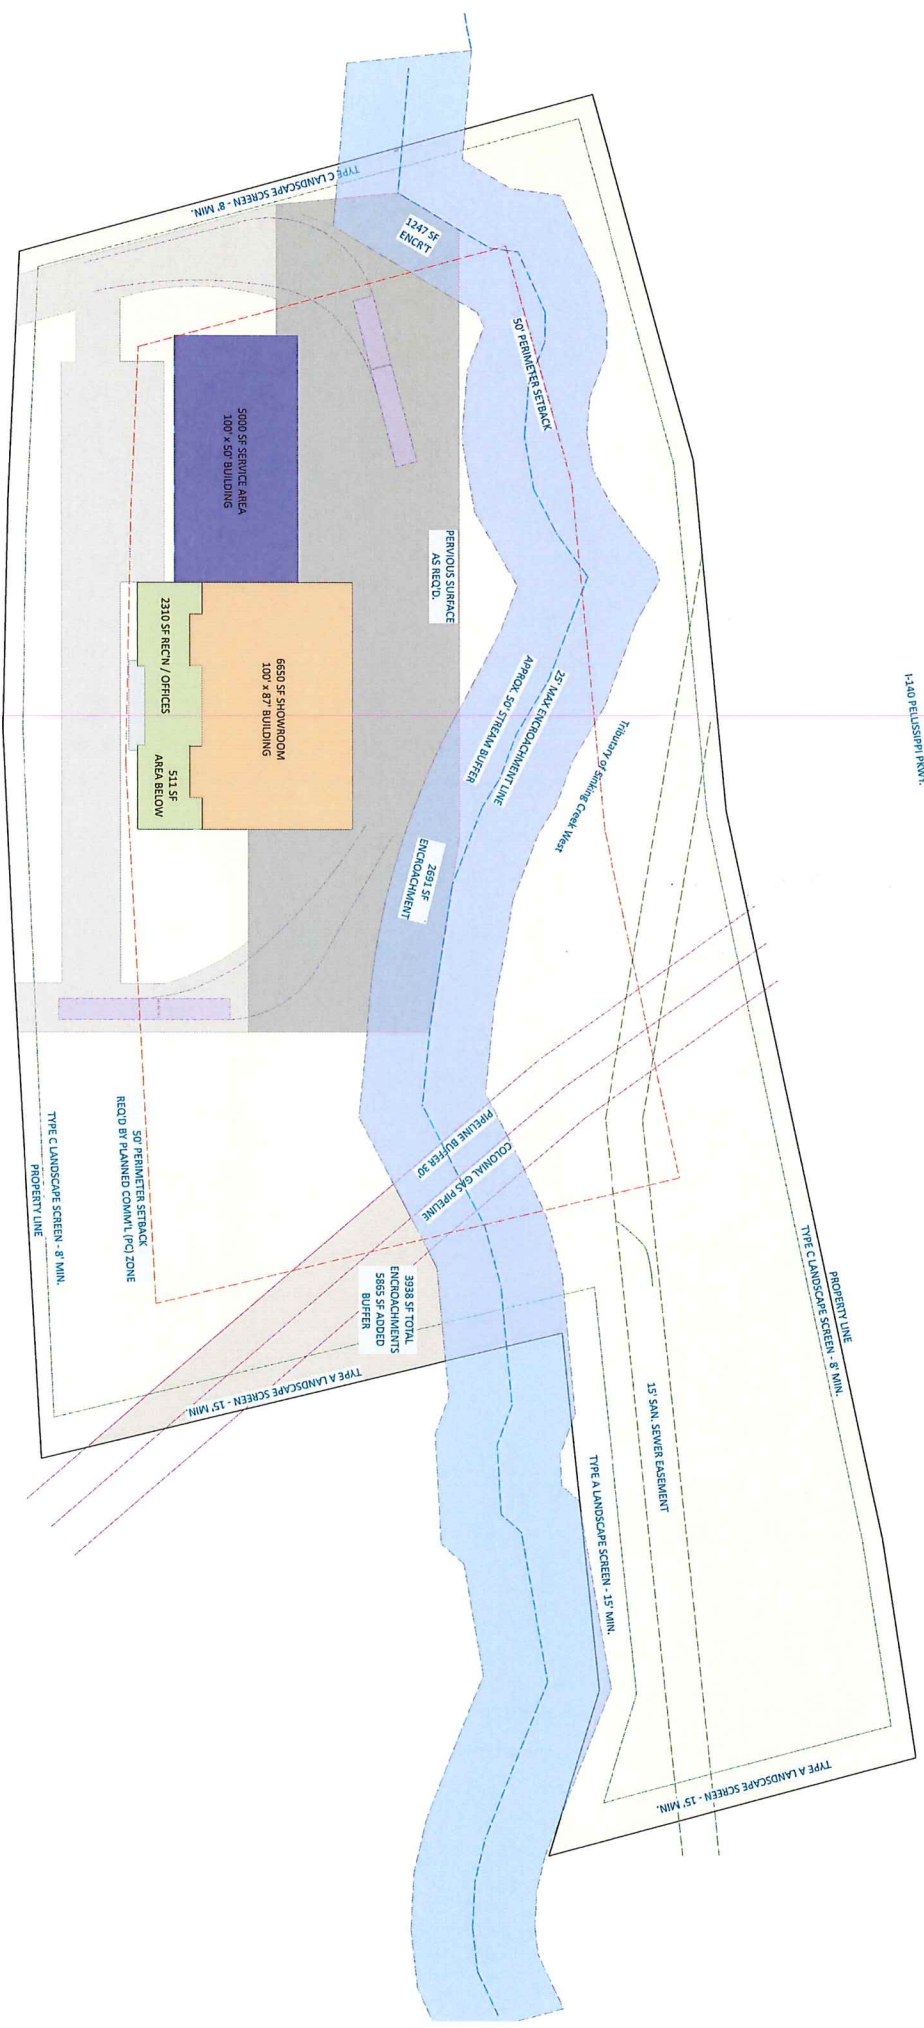 I-140 PELLISSIPPI PKWY.
TYPE C LANDSCAPE SCREEN - 8' MIN.
1247 SF
ENCR'T
50' PERIMETER SETBACK
5000 SF SERVICE AREA
100' x 50' BUILDING
PERVIOUS SURFACE
AS REQ'D.
6650 SF SHOWROOM
100' x 87' BUILDING
2310 SF REC'N / OFFICES
511 SF
AREA BELOW
25' MAX ENCROACHMENT LINE
APPROX. 50' STREAM BUFFER
Tributary of Sinking Creek West
2691 SF
ENCROACHMENT
PIPELINE BUFFER 30'
COLONIAL GAS PIPELINE
50' PERIMETER SETBACK
REQ'D BY PLANNED COMM'L (PC) ZONE
TYPE C LANDSCAPE SCREEN - 8' MIN.
PROPERTY LINE
3938 SF TOTAL
ENCROACHMENTS
5865 SF ADDED
BUFFER
TYPE A LANDSCAPE SCREEN - 15' MIN.
PROPERTY LINE
TYPE C LANDSCAPE SCREEN - 8' MIN.
15' SAN. SEWER EASEMENT
TYPE A LANDSCAPE SCREEN - 15' MIN.
TYPE A LANDSCAPE SCREEN - 15' MIN.